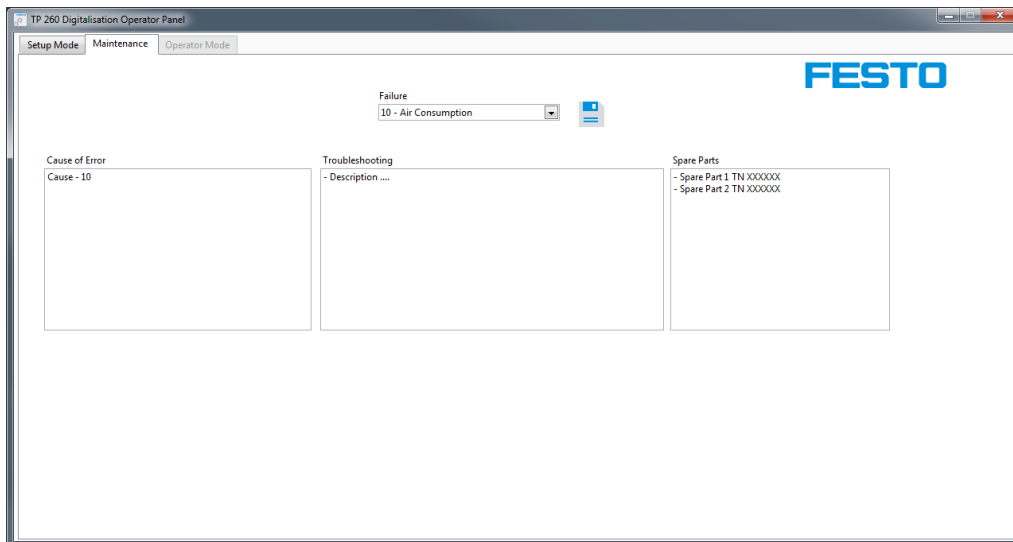 TP 260 Digitalisation Operator Panel
Setup Mode Maintenance Operator Mode
FESTO
Failure
10 - Air Consumption
Cause of Error
Cause - 10
Troubleshooting
- Description ....
Spare Parts
- Spare Part 1 TN XXXXXX
- Spare Part 2 TN XXXXXX